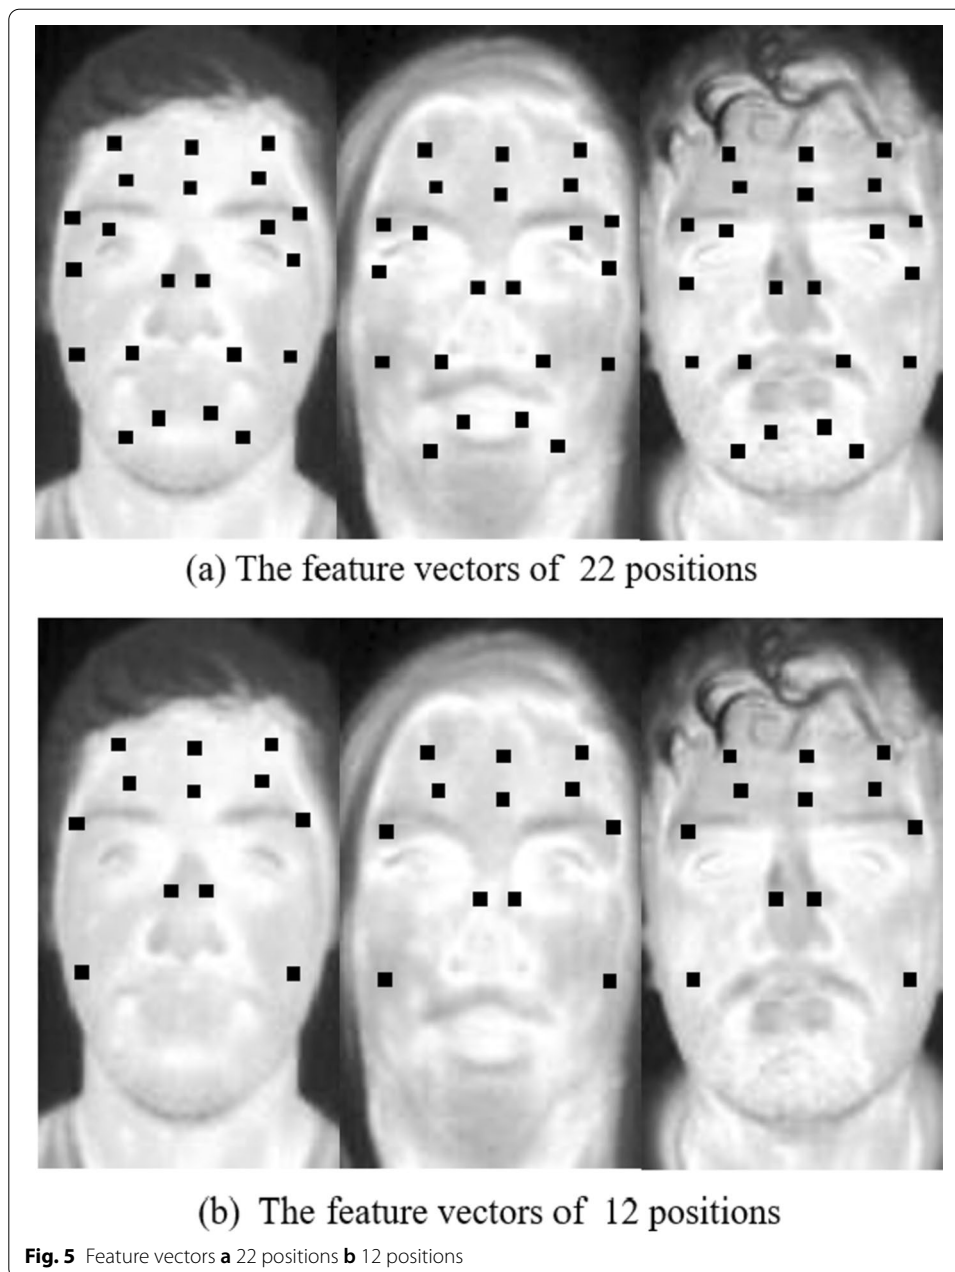 (a) The feature vectors of 22 positions
(b) The feature vectors of 12 positions
Fig. 5 Feature vectors a 22 positions b 12 positions